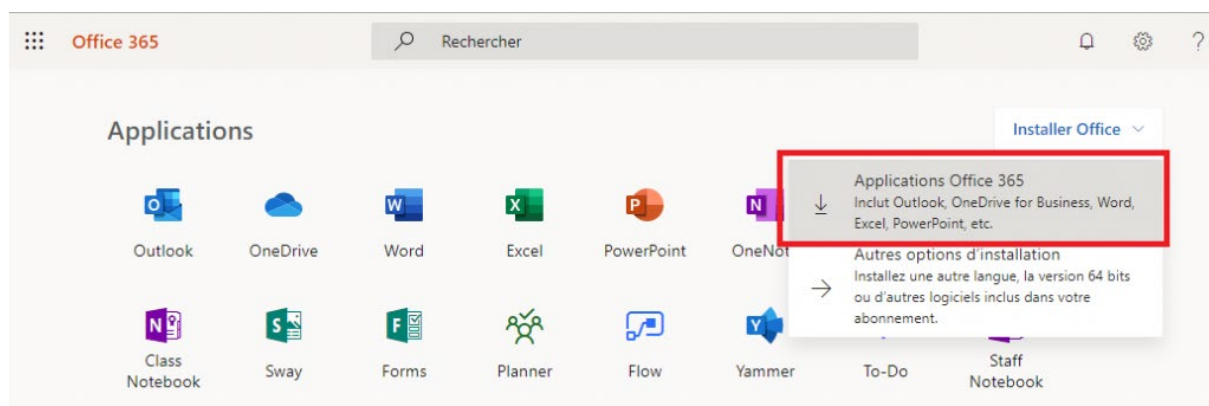 Office 365
Rechercher
?
Applications
Installer Office
Applications Office 365
Inclut Outlook, OneDrive for Business, Word,
Excel, PowerPoint, etc.
Autres options d'installation
Installez une autre langue, la version 64 bits
ou d'autres logiciels inclus dans votre
abonnement.
Outlook
OneDrive
Word
Excel
PowerPoint
OneNot
Class
Notebook
Sway
Forms
Planner
Flow
Yammer
To-Do
Staff
Notebook